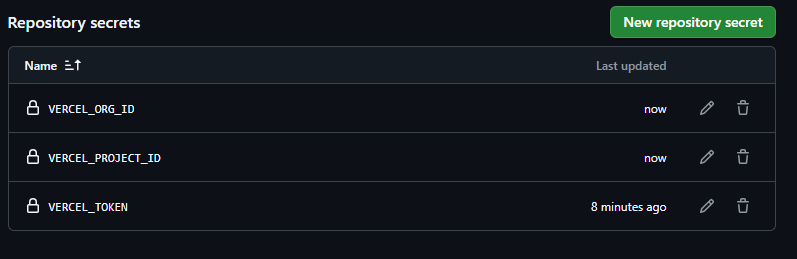 Repository secrets
New repository secret
Name
Last updated
VERCEL_ORG_ID
now
VERCEL_PROJECT_ID
now
VERCEL_TOKEN
8 minutes ago